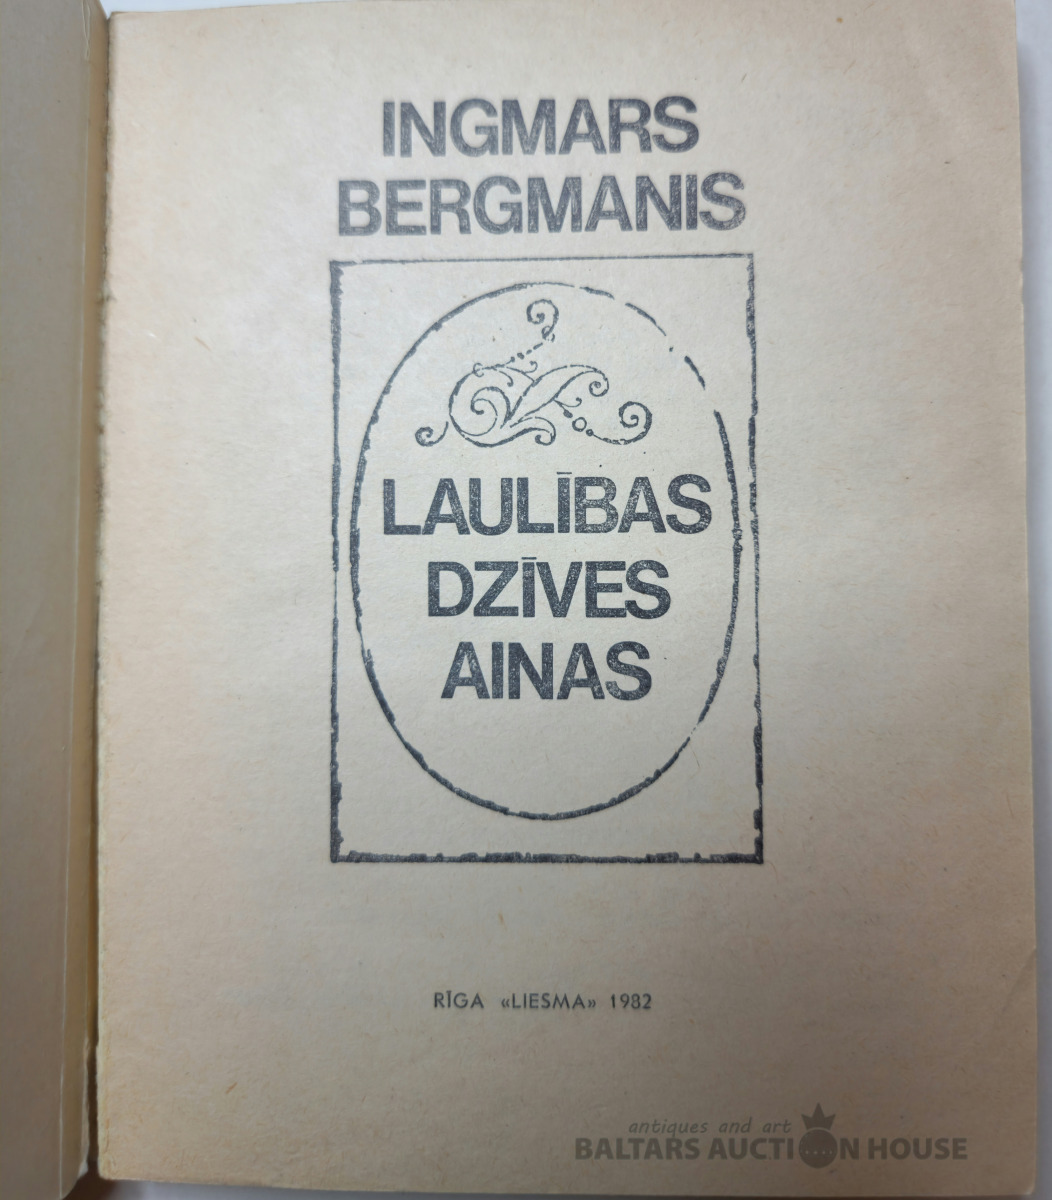 INGMARS
BERGMANIS
LAULĪBAS
DZĪVES
AINAS
RĪGA «LIESMA» 1982
antiques and art
BALTARS AUCTION HOUSE